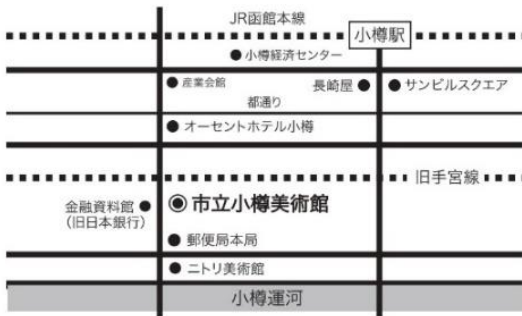 JR函館本線
小樽駅
●小樽経済センター
●産業会館
長崎屋●
●サンビルスクエア
都通り
●オーセントホテル小樽
旧手宮線
金融資料館●
(旧日本銀行)
◉市立小樽美術館
●郵便局本局
●ニトリ美術館
小樽運河